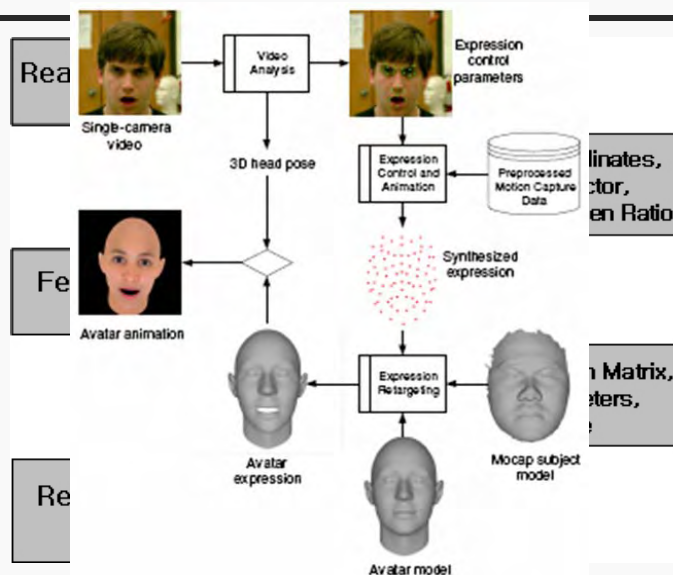 Video
Analysis
Expression
control
parameters
Single-camera
video
3D head pose
Expression
Control and
Animation
Preprocessed
Motion Capture
Data
Synthesized
expression
Avatar animation
Expression
Retargeting
Avatar
expression
Mocap subject
model
Avatar model
Rea
Fe
Re
linates,
ctor,
en Ratio
n Matrix,
eters,